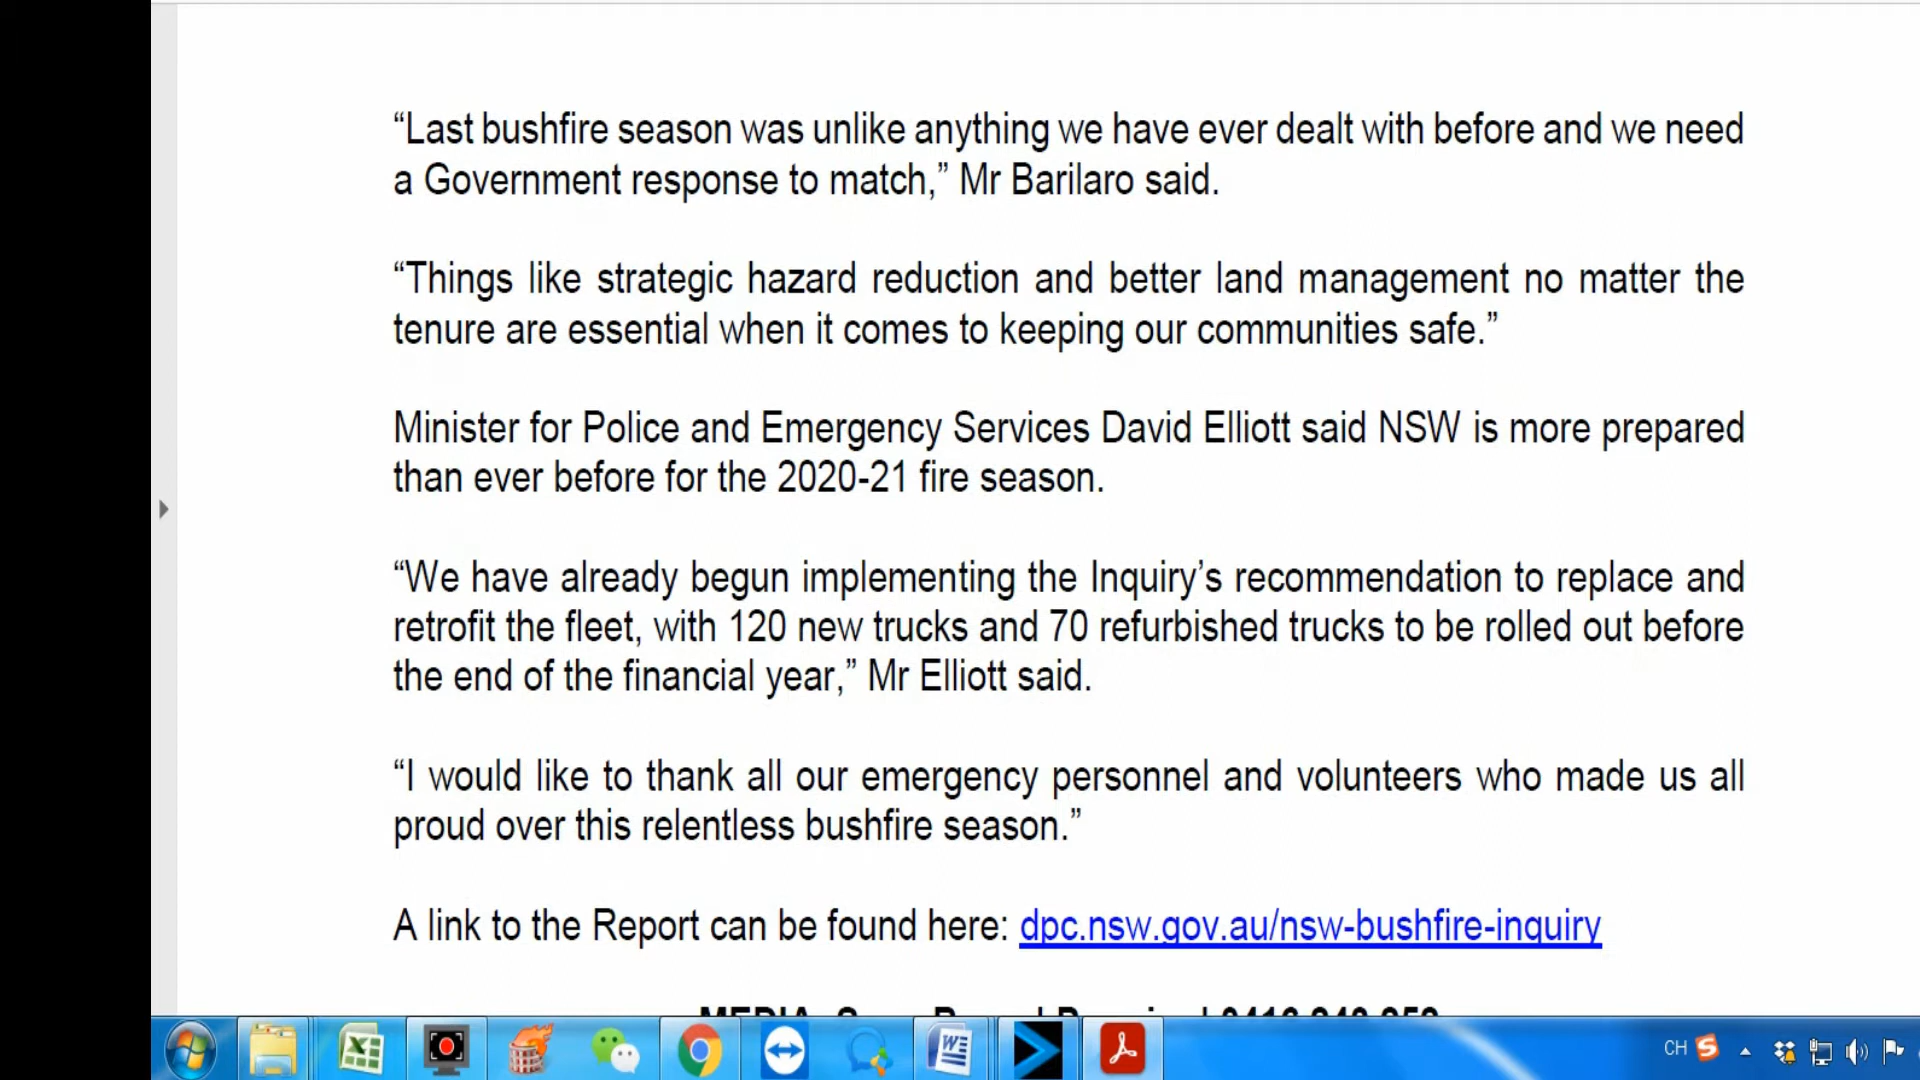 “Last bushfire season was unlike anything we have ever dealt with before and we need
a Government response to match,” Mr Barilaro said.
“Things like strategic hazard reduction and better land management no matter the
tenure are essential when it comes to keeping our communities safe.”
Minister for Police and Emergency Services David Elliott said NSW is more prepared
than ever before for the 2020-21 fire season.
“We have already begun implementing the Inquiry’s recommendation to replace and
retrofit the fleet, with 120 new trucks and 70 refurbished trucks to be rolled out before
the end of the financial year,” Mr Elliott said.
“I would like to thank all our emergency personnel and volunteers who made us all
proud over this relentless bushfire season.”
A link to the Report can be found here: dpc.nsw.gov.au/nsw-bushfire-inquiry
MEDIA:
CH